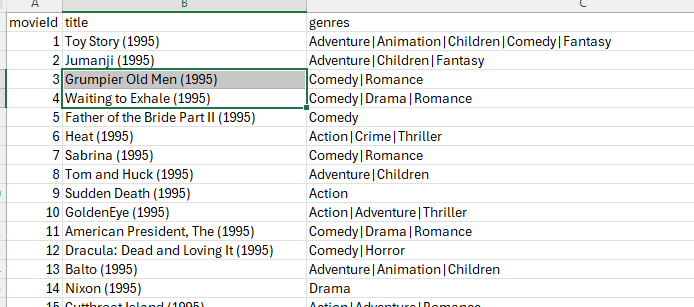 A B C
movieId title genres
1 Toy Story (1995) Adventure|Animation|Children|Comedy|Fantasy
2 Jumanji (1995) Adventure|Children|Fantasy
3 Grumpier Old Men (1995) Comedy|Romance
4 Waiting to Exhale (1995) Comedy|Drama|Romance
5 Father of the Bride Part II (1995) Comedy
6 Heat (1995) Action|Crime|Thriller
7 Sabrina (1995) Comedy|Romance
8 Tom and Huck (1995) Adventure|Children
9 Sudden Death (1995) Action
10 GoldenEye (1995) Action|Adventure|Thriller
11 American President, The (1995) Comedy|Drama|Romance
12 Dracula: Dead and Loving It (1995) Comedy|Horror
13 Balto (1995) Adventure|Animation|Children
14 Nixon (1995) Drama
15 Cutthroat Island (1995) Action|Adventure|Romance